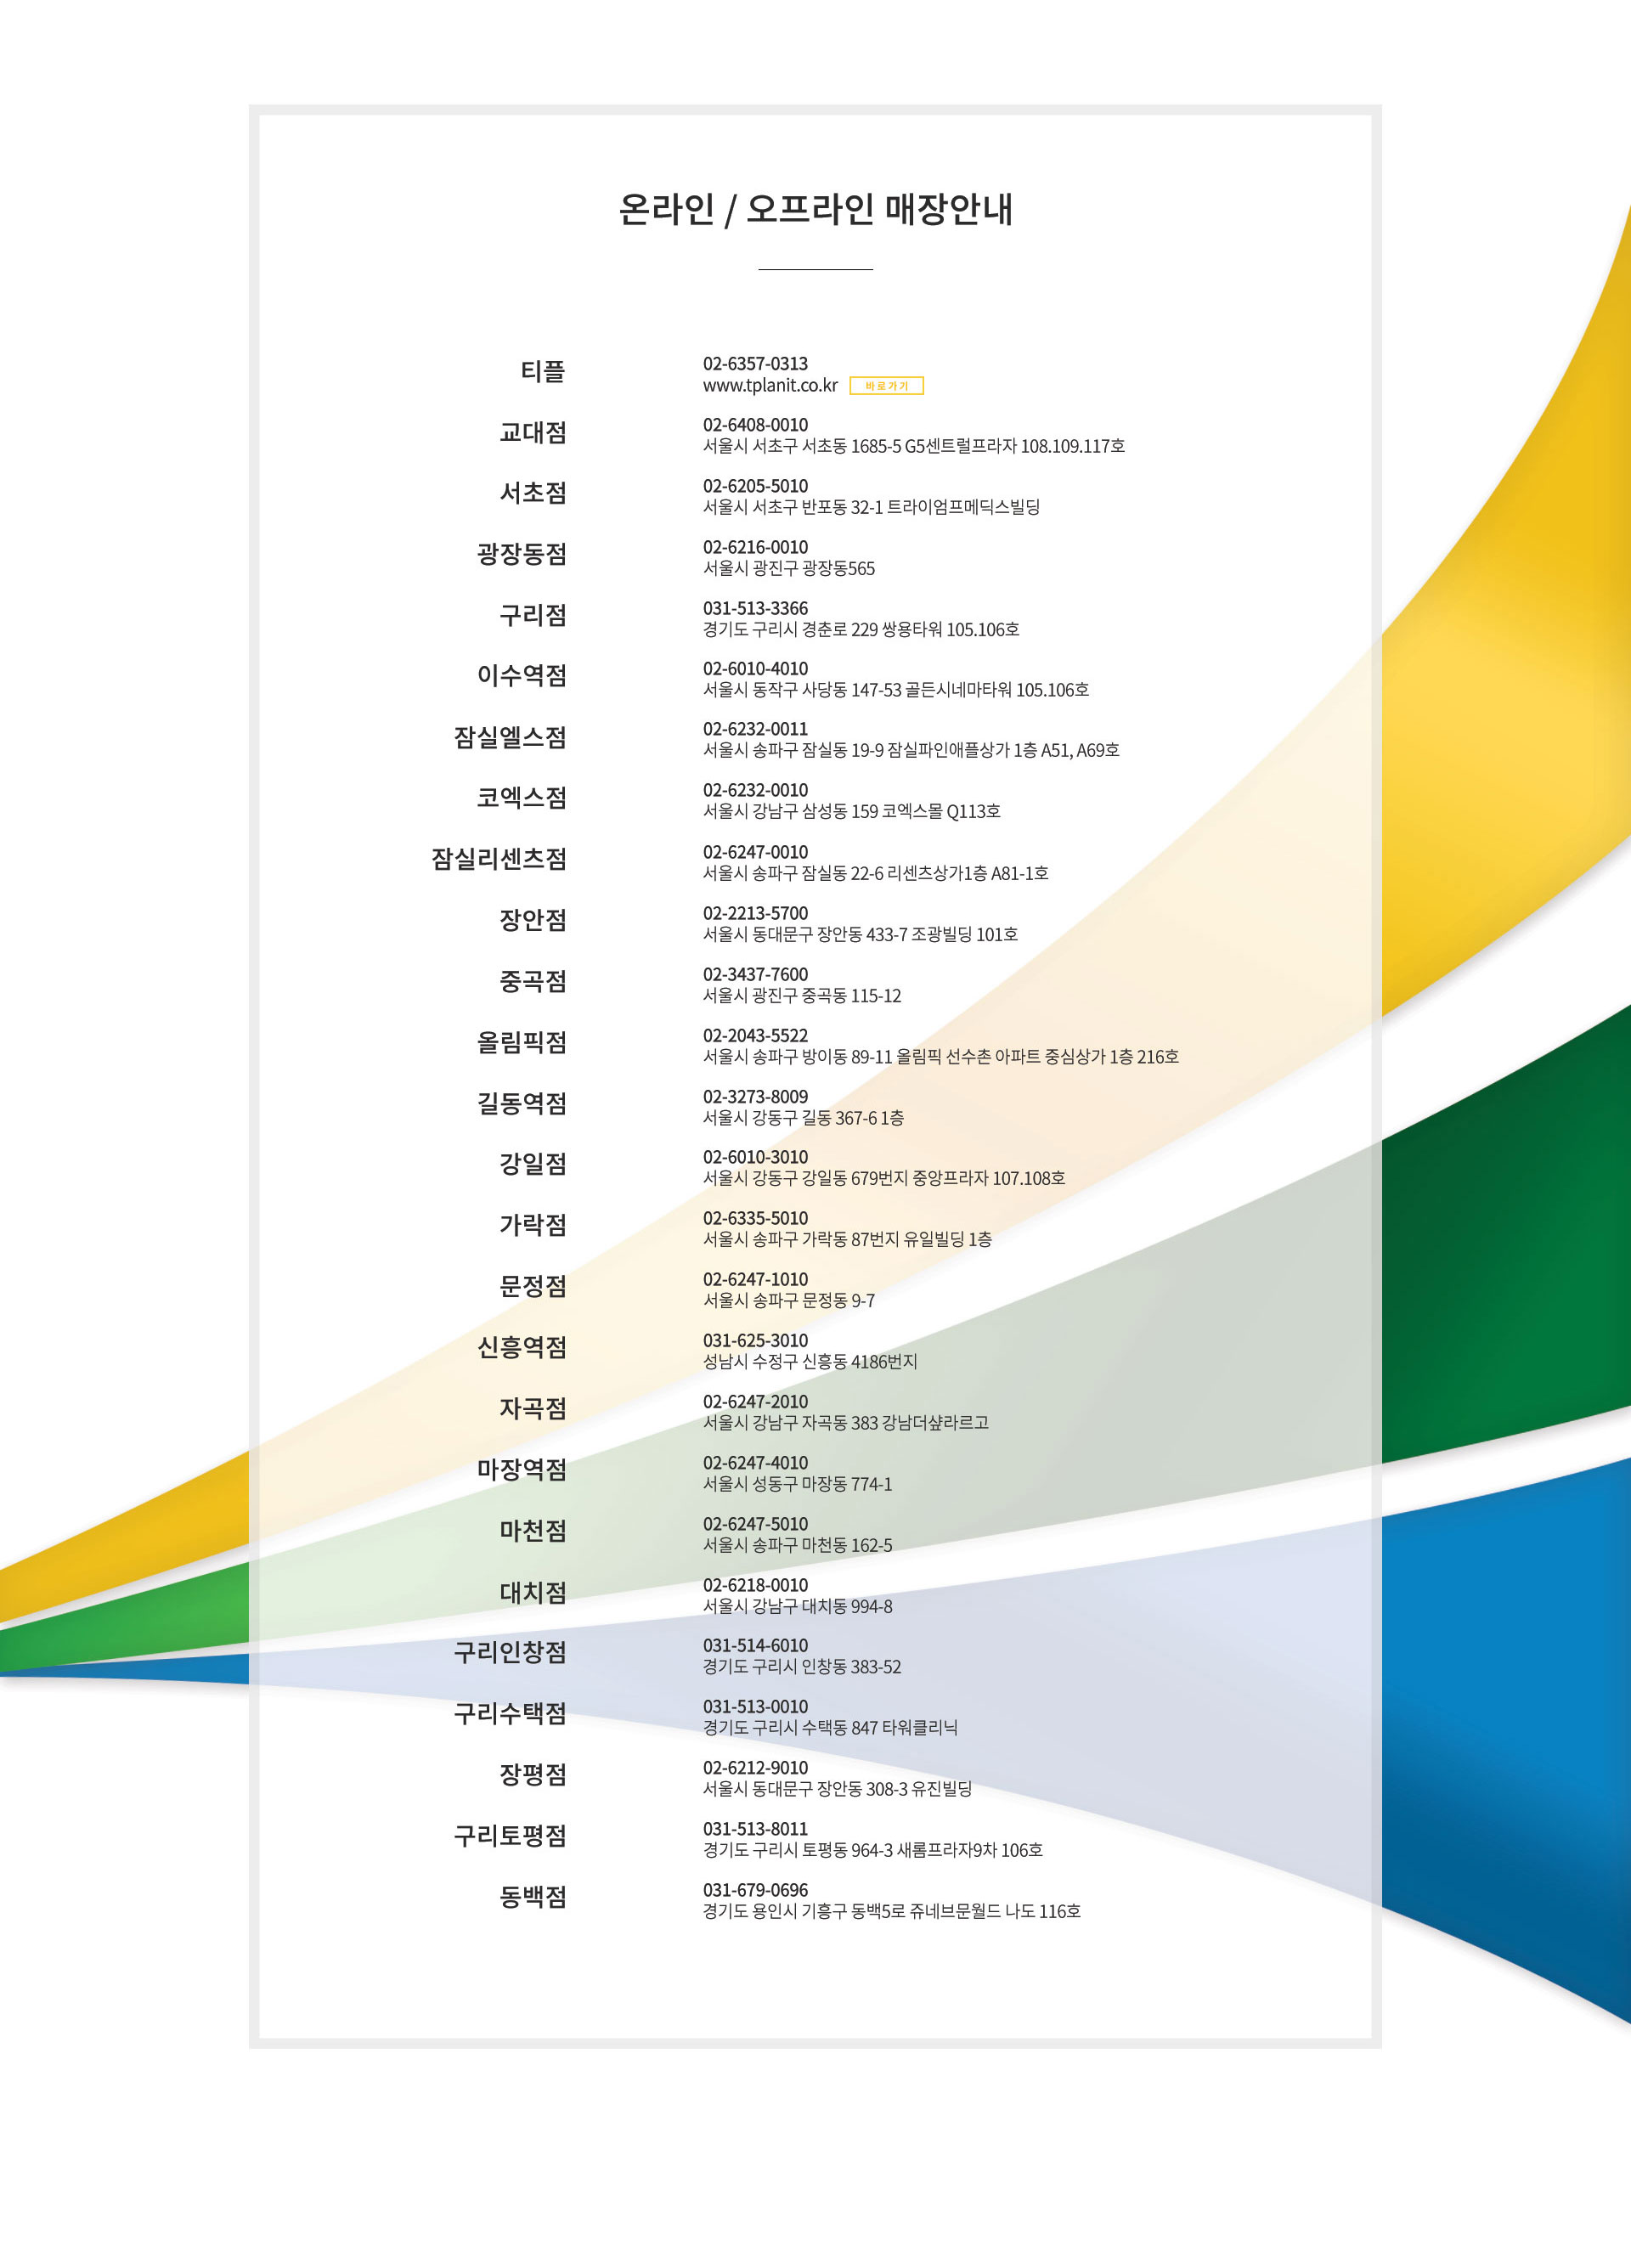 온라인 / 오프라인 매장안내
티플
02-6357-0313
www.tplanit.co.kr 바로가기
교대점
02-6408-0010
서울시 서초구 서초동 1685-5 G5센트럴프라자 108.109.117호
서초점
02-6205-5010
서울시 서초구 반포동 32-1 트라이엄프메딕스빌딩
광장동점
02-6216-0010
서울시 광진구 광장동565
구리점
031-513-3366
경기도 구리시 경춘로 229 쌍용타워 105.106호
이수역점
02-6010-4010
서울시 동작구 사당동 147-53 골든시네마타워 105.106호
잠실엘스점
02-6232-0011
서울시 송파구 잠실동 19-9 잠실파인애플상가 1층 A51, A69호
코엑스점
02-6232-0010
서울시 강남구 삼성동 159 코엑스몰 Q113호
잠실리센츠점
02-6247-0010
서울시 송파구 잠실동 22-6 리센츠상가1층 A81-1호
장안점
02-2213-5700
서울시 동대문구 장안동 433-7 조광빌딩 101호
중곡점
02-3437-7600
서울시 광진구 중곡동 115-12
올림픽점
02-2043-5522
서울시 송파구 방이동 89-11 올림픽 선수촌 아파트 중심상가 1층 216호
길동역점
02-3273-8009
서울시 강동구 길동 367-6 1층
강일점
02-6010-3010
서울시 강동구 강일동 679번지 중앙프라자 107.108호
가락점
02-6335-5010
서울시 송파구 가락동 87번지 유일빌딩 1층
문정점
02-6247-1010
서울시 송파구 문정동 9-7
신흥역점
031-625-3010
성남시 수정구 신흥동 4186번지
자곡점
02-6247-2010
서울시 강남구 자곡동 383 강남더샾라르고
마장역점
02-6247-4010
서울시 성동구 마장동 774-1
마천점
02-6247-5010
서울시 송파구 마천동 162-5
대치점
02-6218-0010
서울시 강남구 대치동 994-8
구리인창점
031-514-6010
경기도 구리시 인창동 383-52
구리수택점
031-513-0010
경기도 구리시 수택동 847 타워클리닉
장평점
02-6212-9010
서울시 동대문구 장안동 308-3 유진빌딩
구리토평점
031-513-8011
경기도 구리시 토평동 964-3 새롬프라자9차 106호
동백점
031-679-0696
경기도 용인시 기흥구 동백5로 쥬네브문월드 나도 116호